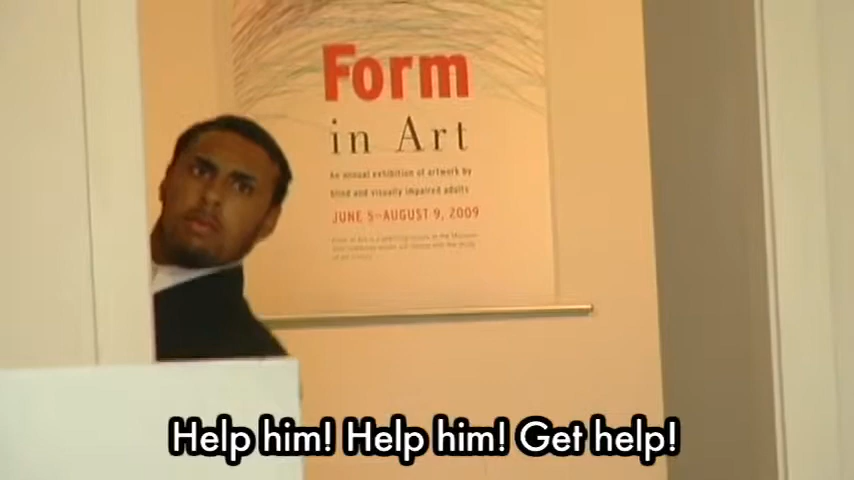 Form
in Art
An annual exhibition of artwork by
blind and visually impaired adults
JUNE 5–AUGUST 9, 2009
Help him! Help him! Get help!